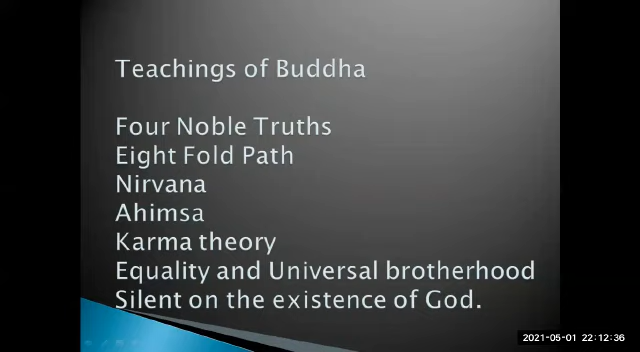 Teachings of Buddha
Four Noble Truths
Eight Fold Path
Nirvana
Ahimsa
Karma theory
Equality and Universal brotherhood
Silent on the existence of God.
2021-05-01 22:12:36